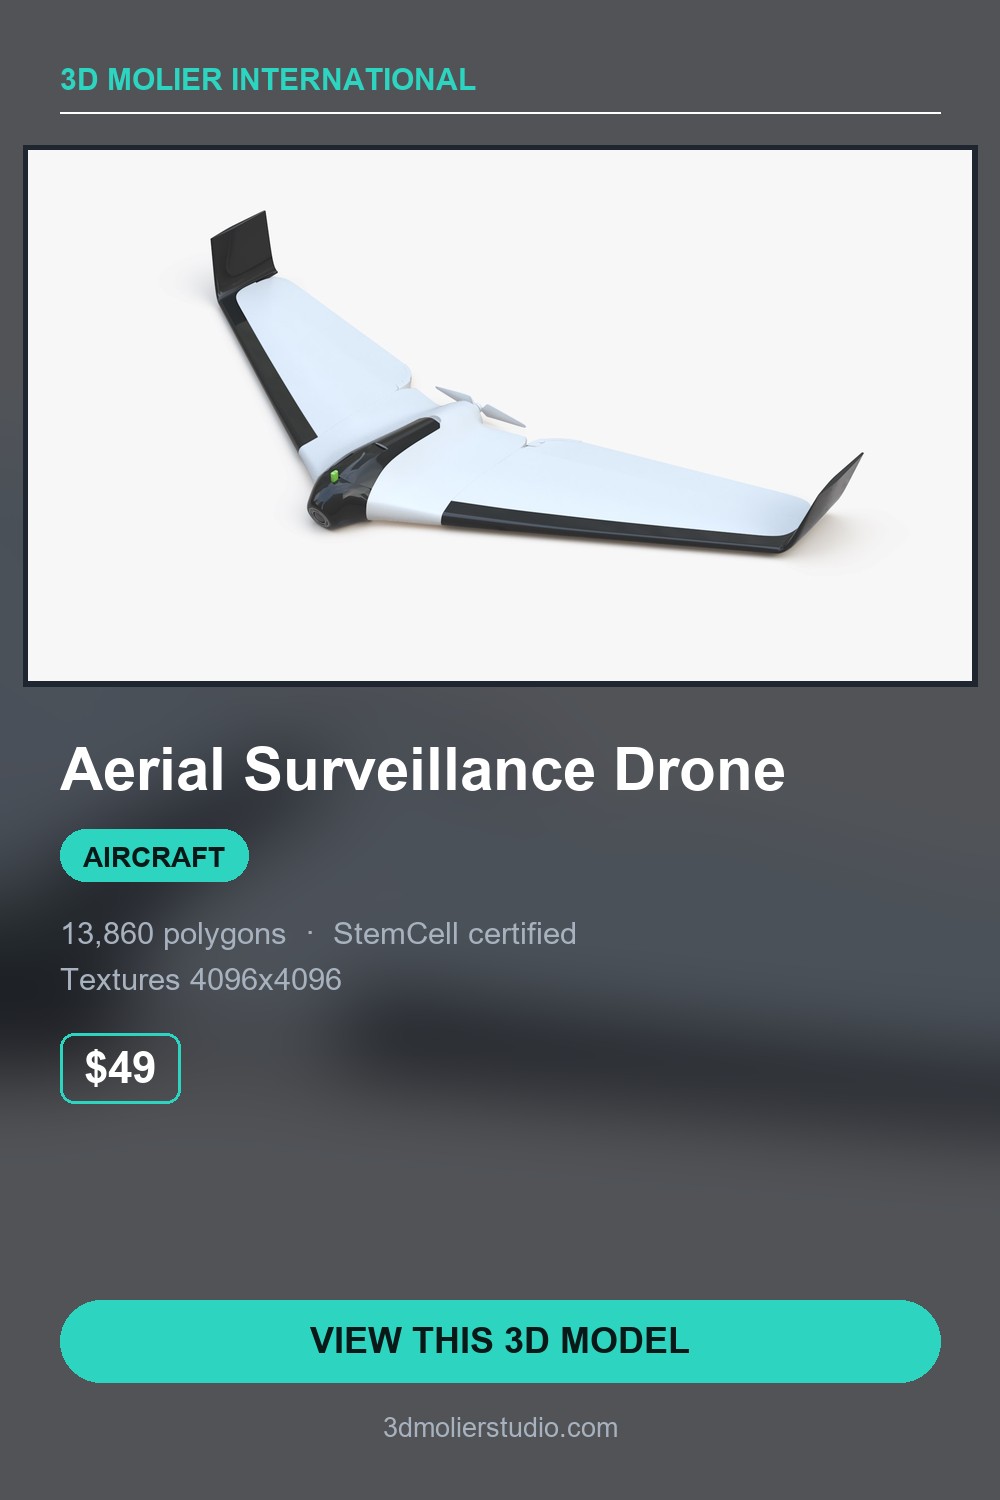 3D MOLIER INTERNATIONAL
Aerial Surveillance Drone
AIRCRAFT
13,860 polygons · StemCell certified
Textures 4096x4096
$49
VIEW THIS 3D MODEL
3dmolierstudio.com